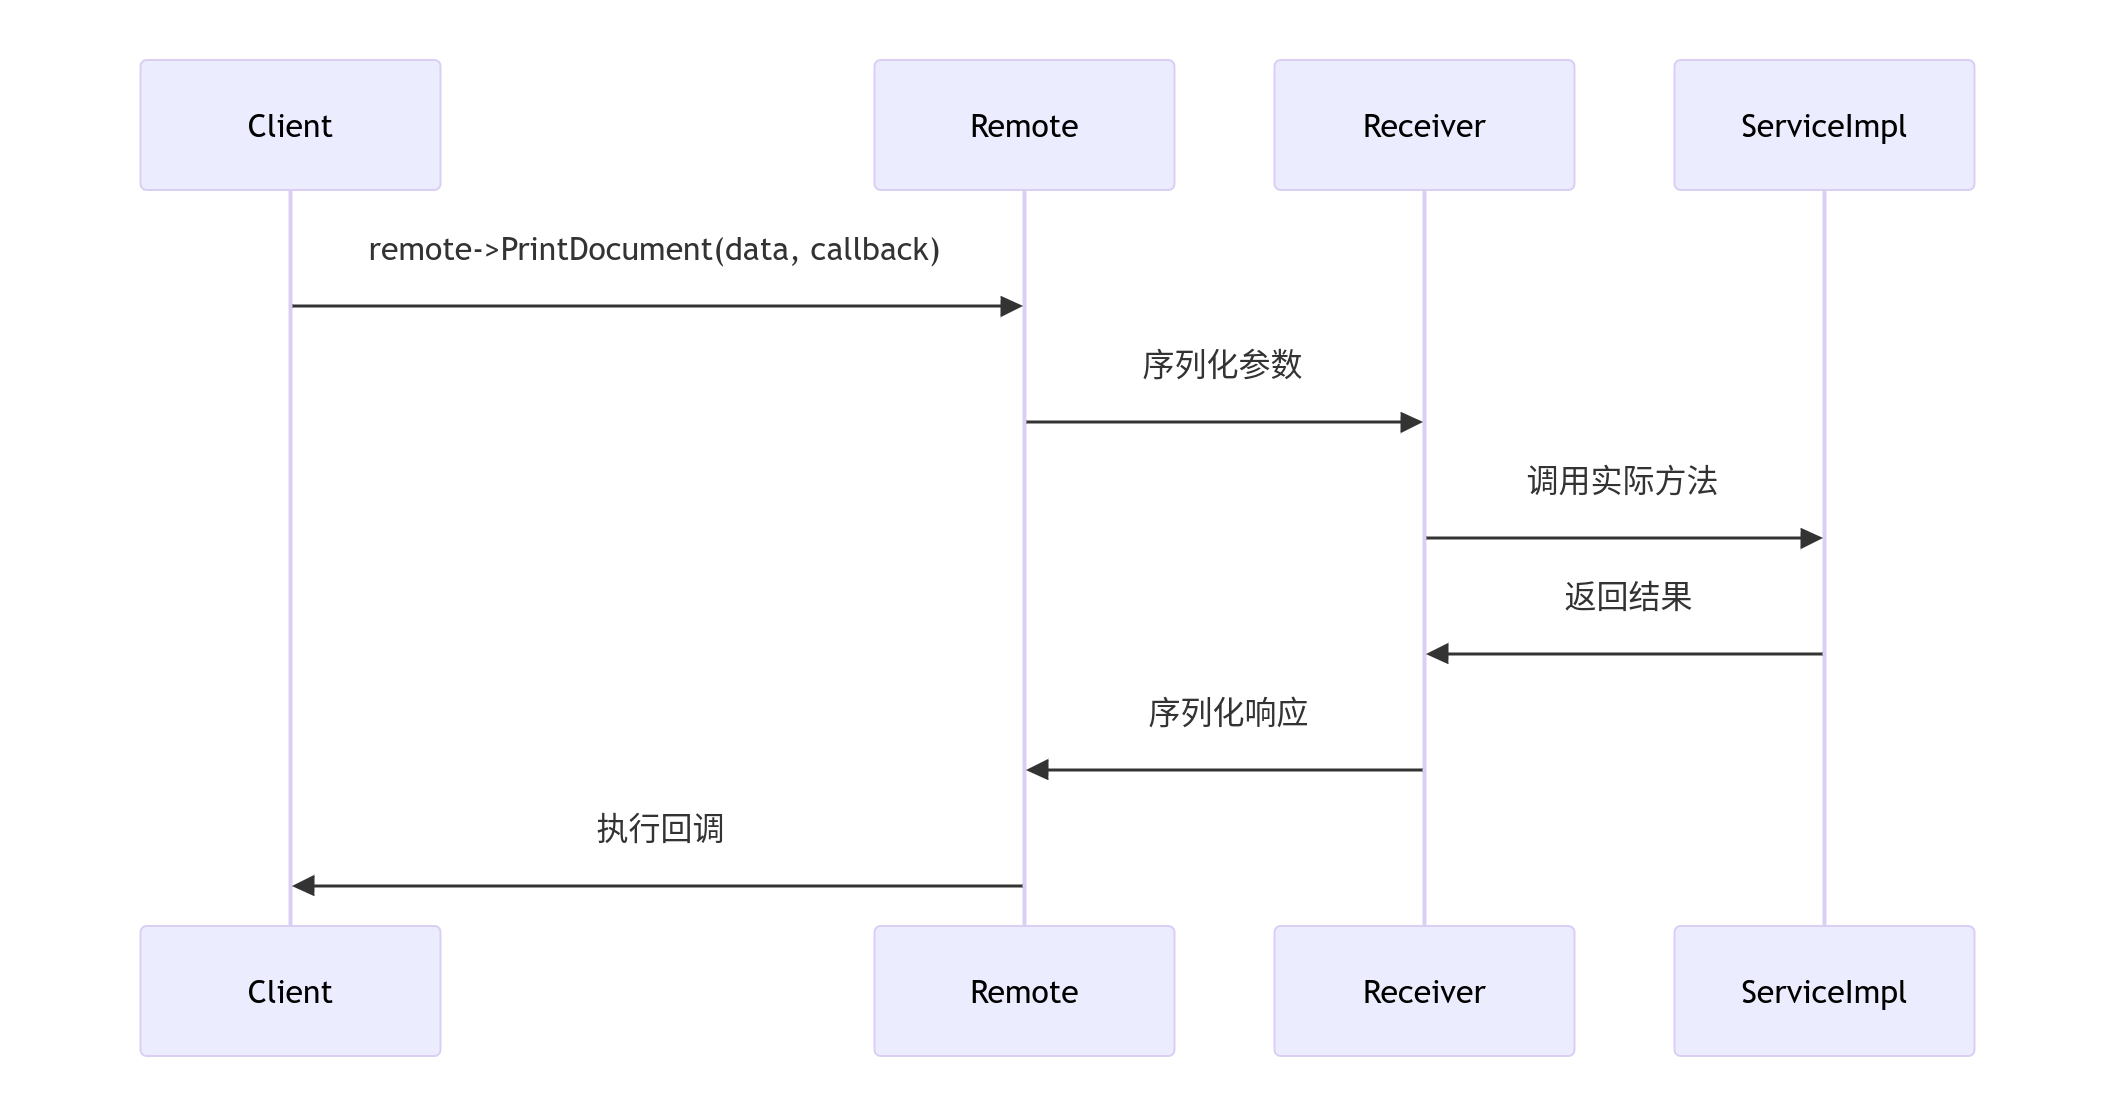 Client
Remote
Receiver
ServiceImpl
remote->PrintDocument(data, callback)
序列化参数
调用实际方法
返回结果
序列化响应
执行回调
Client
Remote
Receiver
ServiceImpl